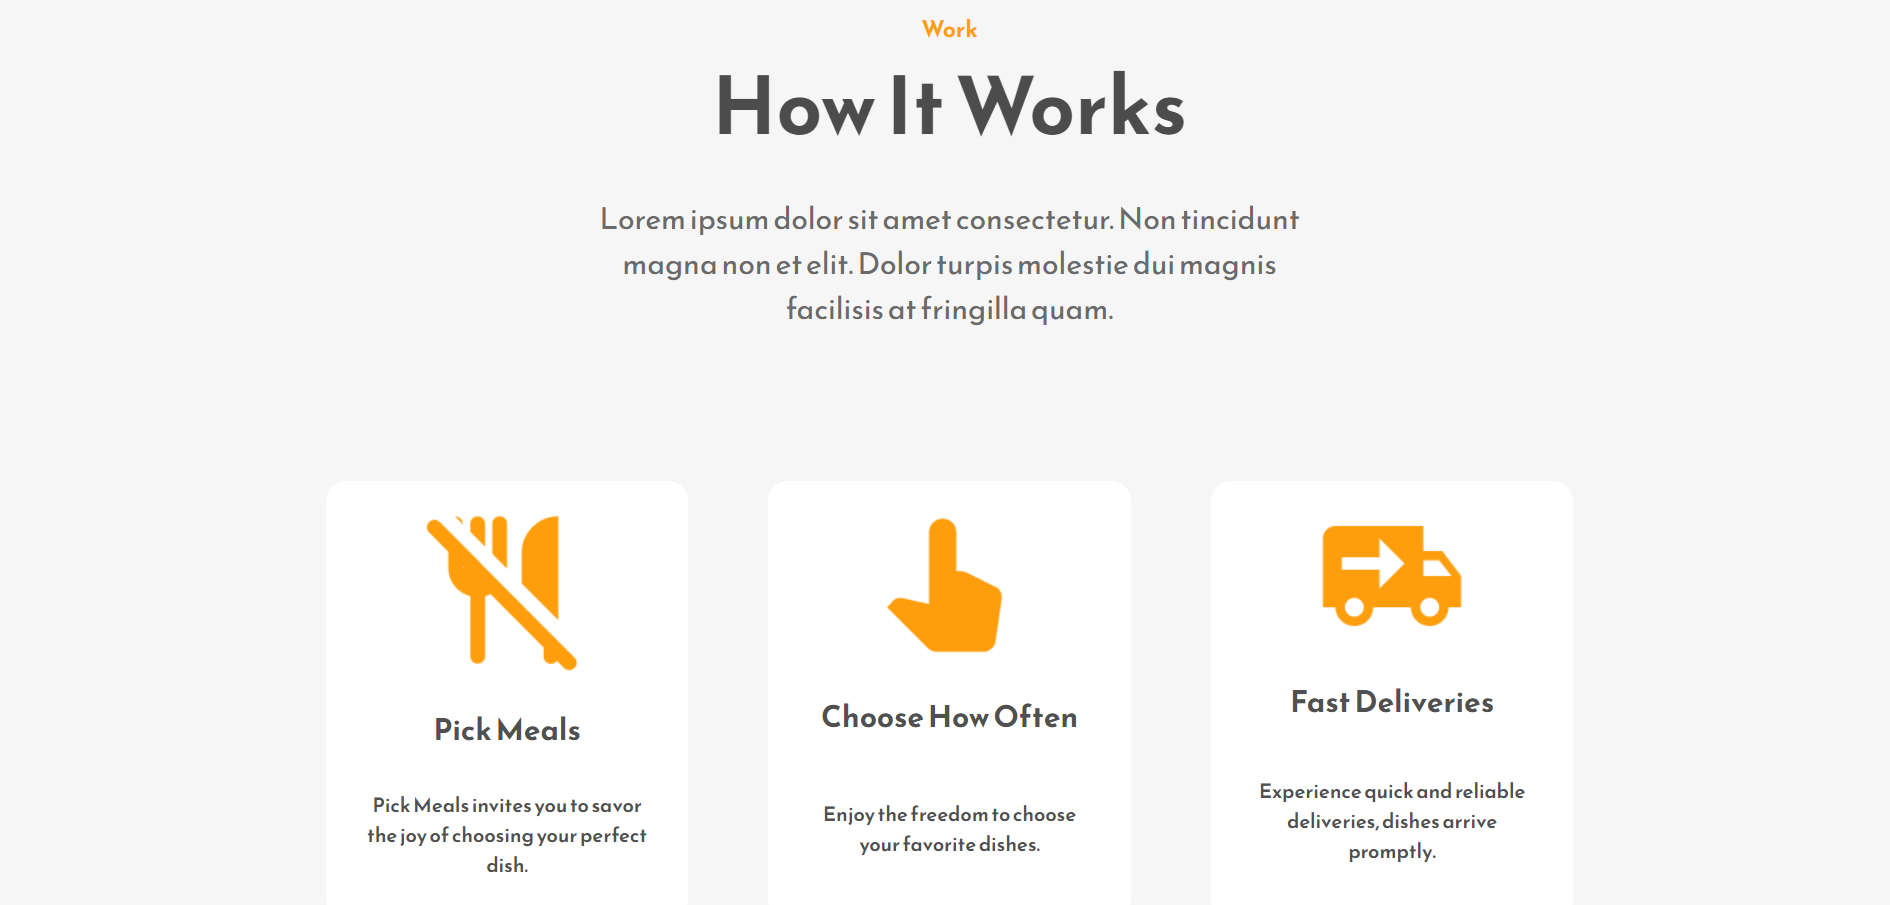 Work
How It Works
Lorem ipsum dolor sit amet consectetur. Non tincidunt
magna non et elit. Dolor turpis molestie dui magnis
facilisis at fringilla quam.
Pick Meals
Pick Meals invites you to savor
the joy of choosing your perfect
dish.
Choose How Often
Enjoy the freedom to choose
your favorite dishes.
Fast Deliveries
Experience quick and reliable
deliveries, dishes arrive
promptly.